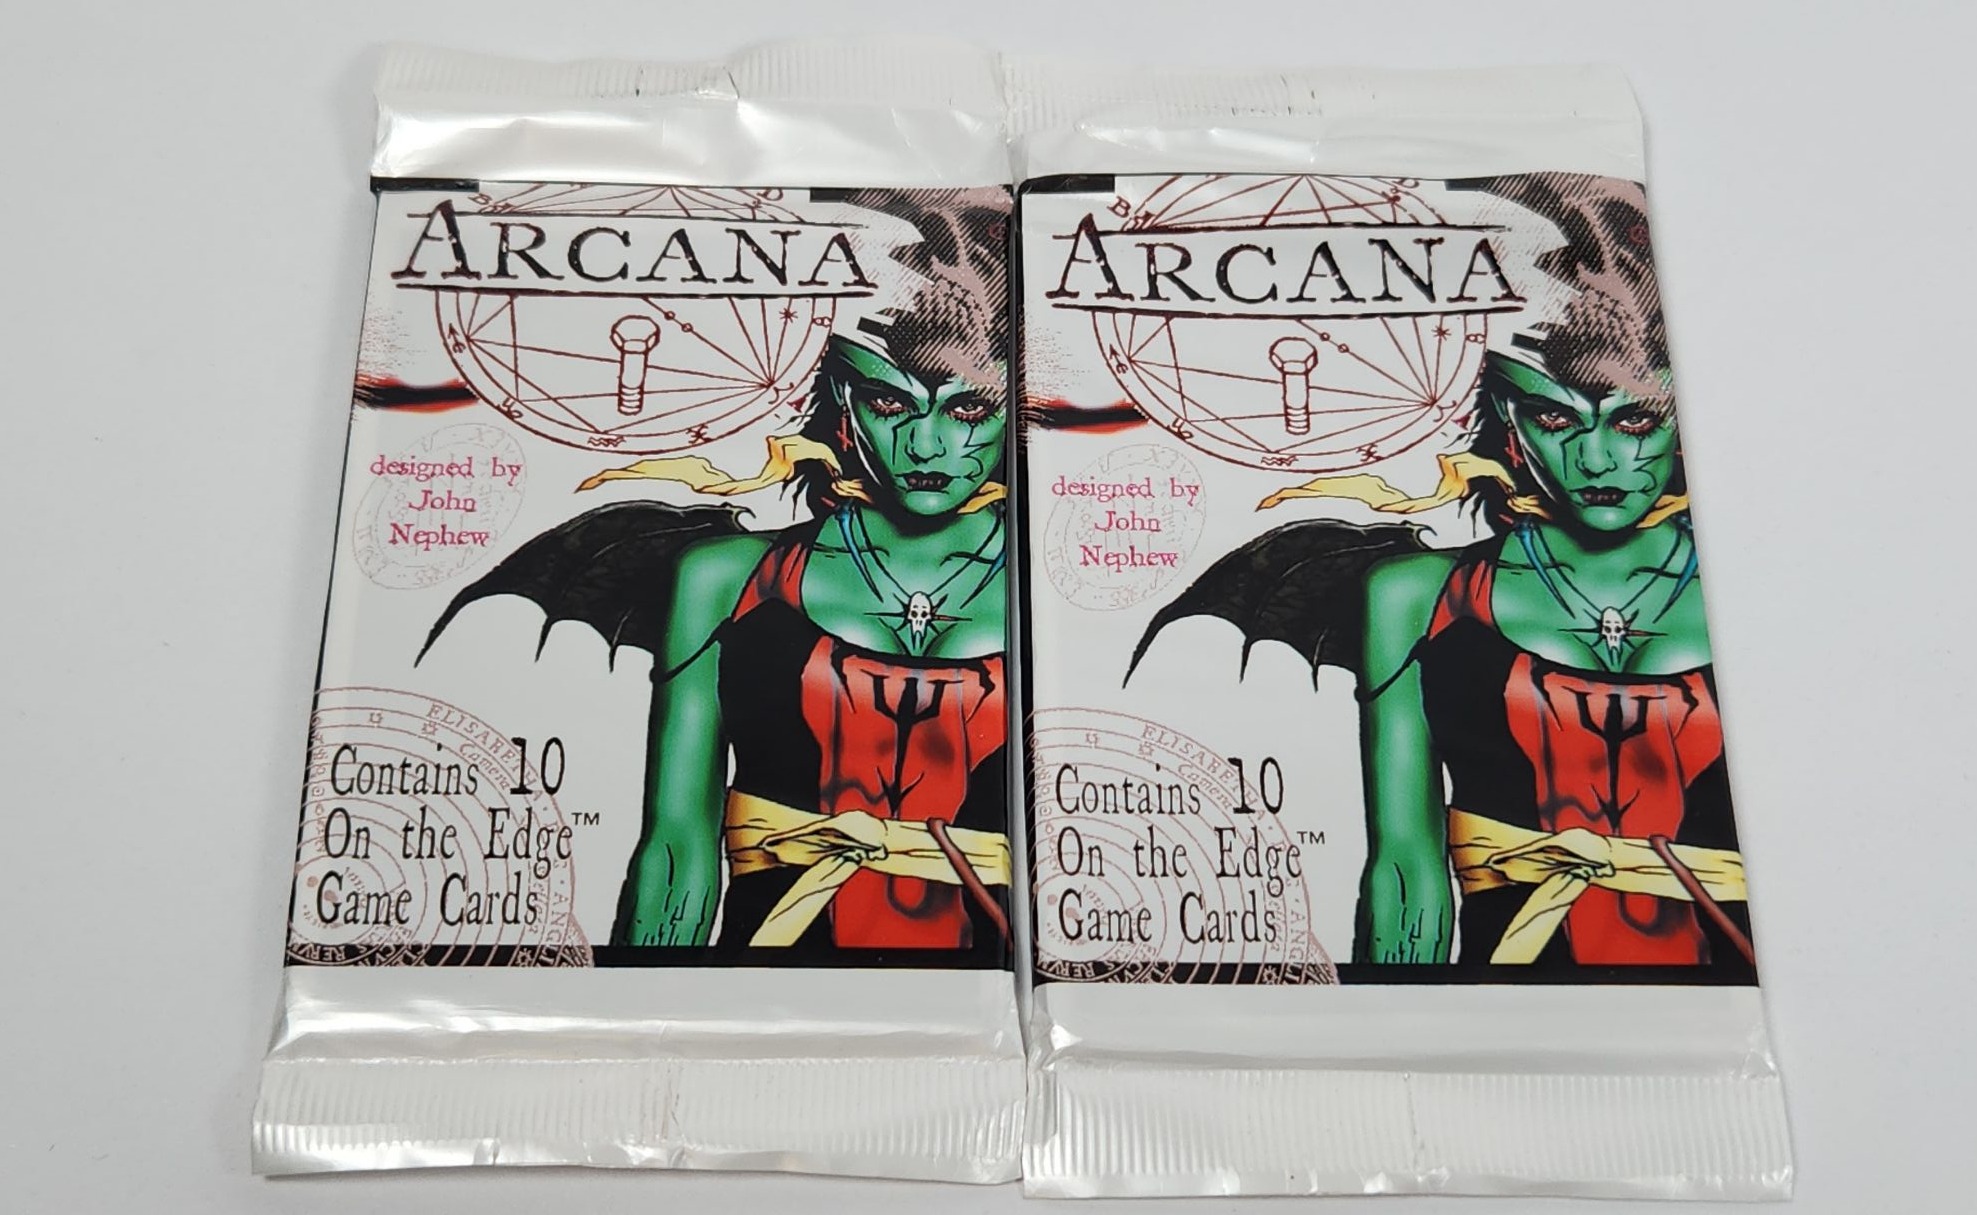 ARCANA
designed by
John
Nephew
Contains 10
On the Edge™
Game Cards
ARCANA
designed by
John
Nephew
Contains 10
On the Edge™
Game Cards